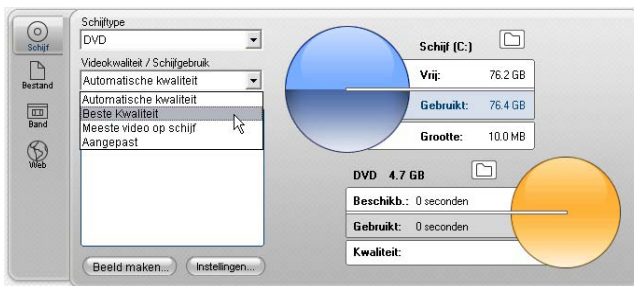 Schijf
Bestand
Band
Web
Schijftype
DVD
Videokwaliteit / Schijfgebruik
Automatische kwaliteit
Automatische kwaliteit
Beste Kwaliteit
Meeste video op schijf
Aangepast
Beeld maken...
Instellingen...
Schijf (C:)
Vrij: 76.2 GB
Gebruikt: 76.4 GB
Grootte: 10.0 MB
DVD 4.7 GB
Beschikb.: 0 seconden
Gebruikt: 0 seconden
Kwaliteit: